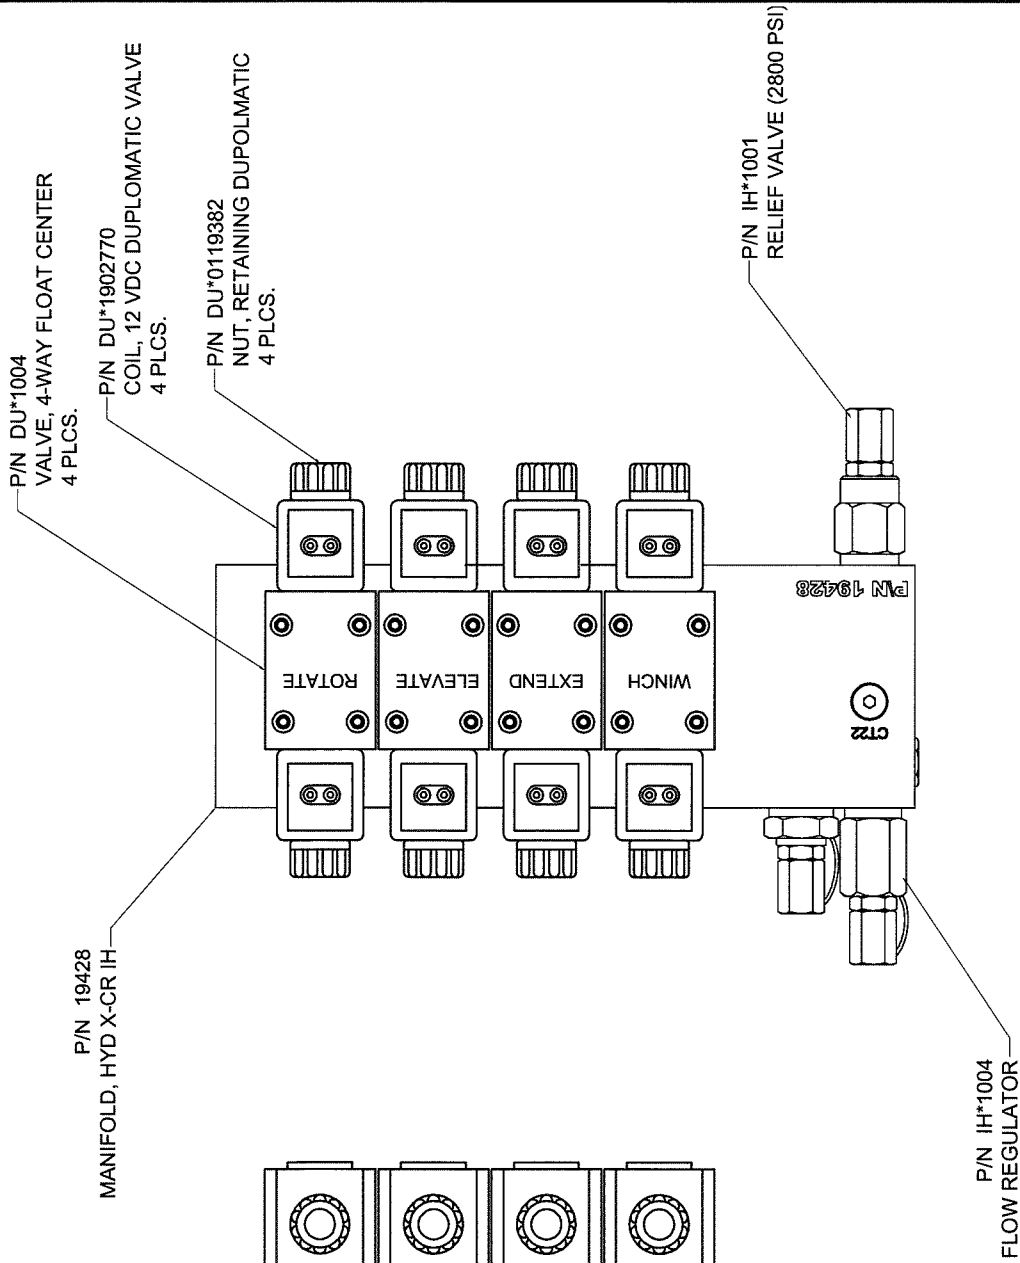 P/N DU*1004
VALVE, 4-WAY FLOAT CENTER
4 PLCS.
P/N DU*1902770
COIL, 12 VDC DUPLOMATIC VALVE
4 PLCS.
P/N DU*0119382
NUT, RETAINING DUPOLMATIC
4 PLCS.
P/N IH*1001
RELIEF VALVE (2800 PSI)
P/N 19428
MANIFOLD, HYD X-CR IH
ROTATE
ELEVATE
EXTEND
WINCH
P/N 19428
CT22
P/N IH*1004
FLOW REGULATOR